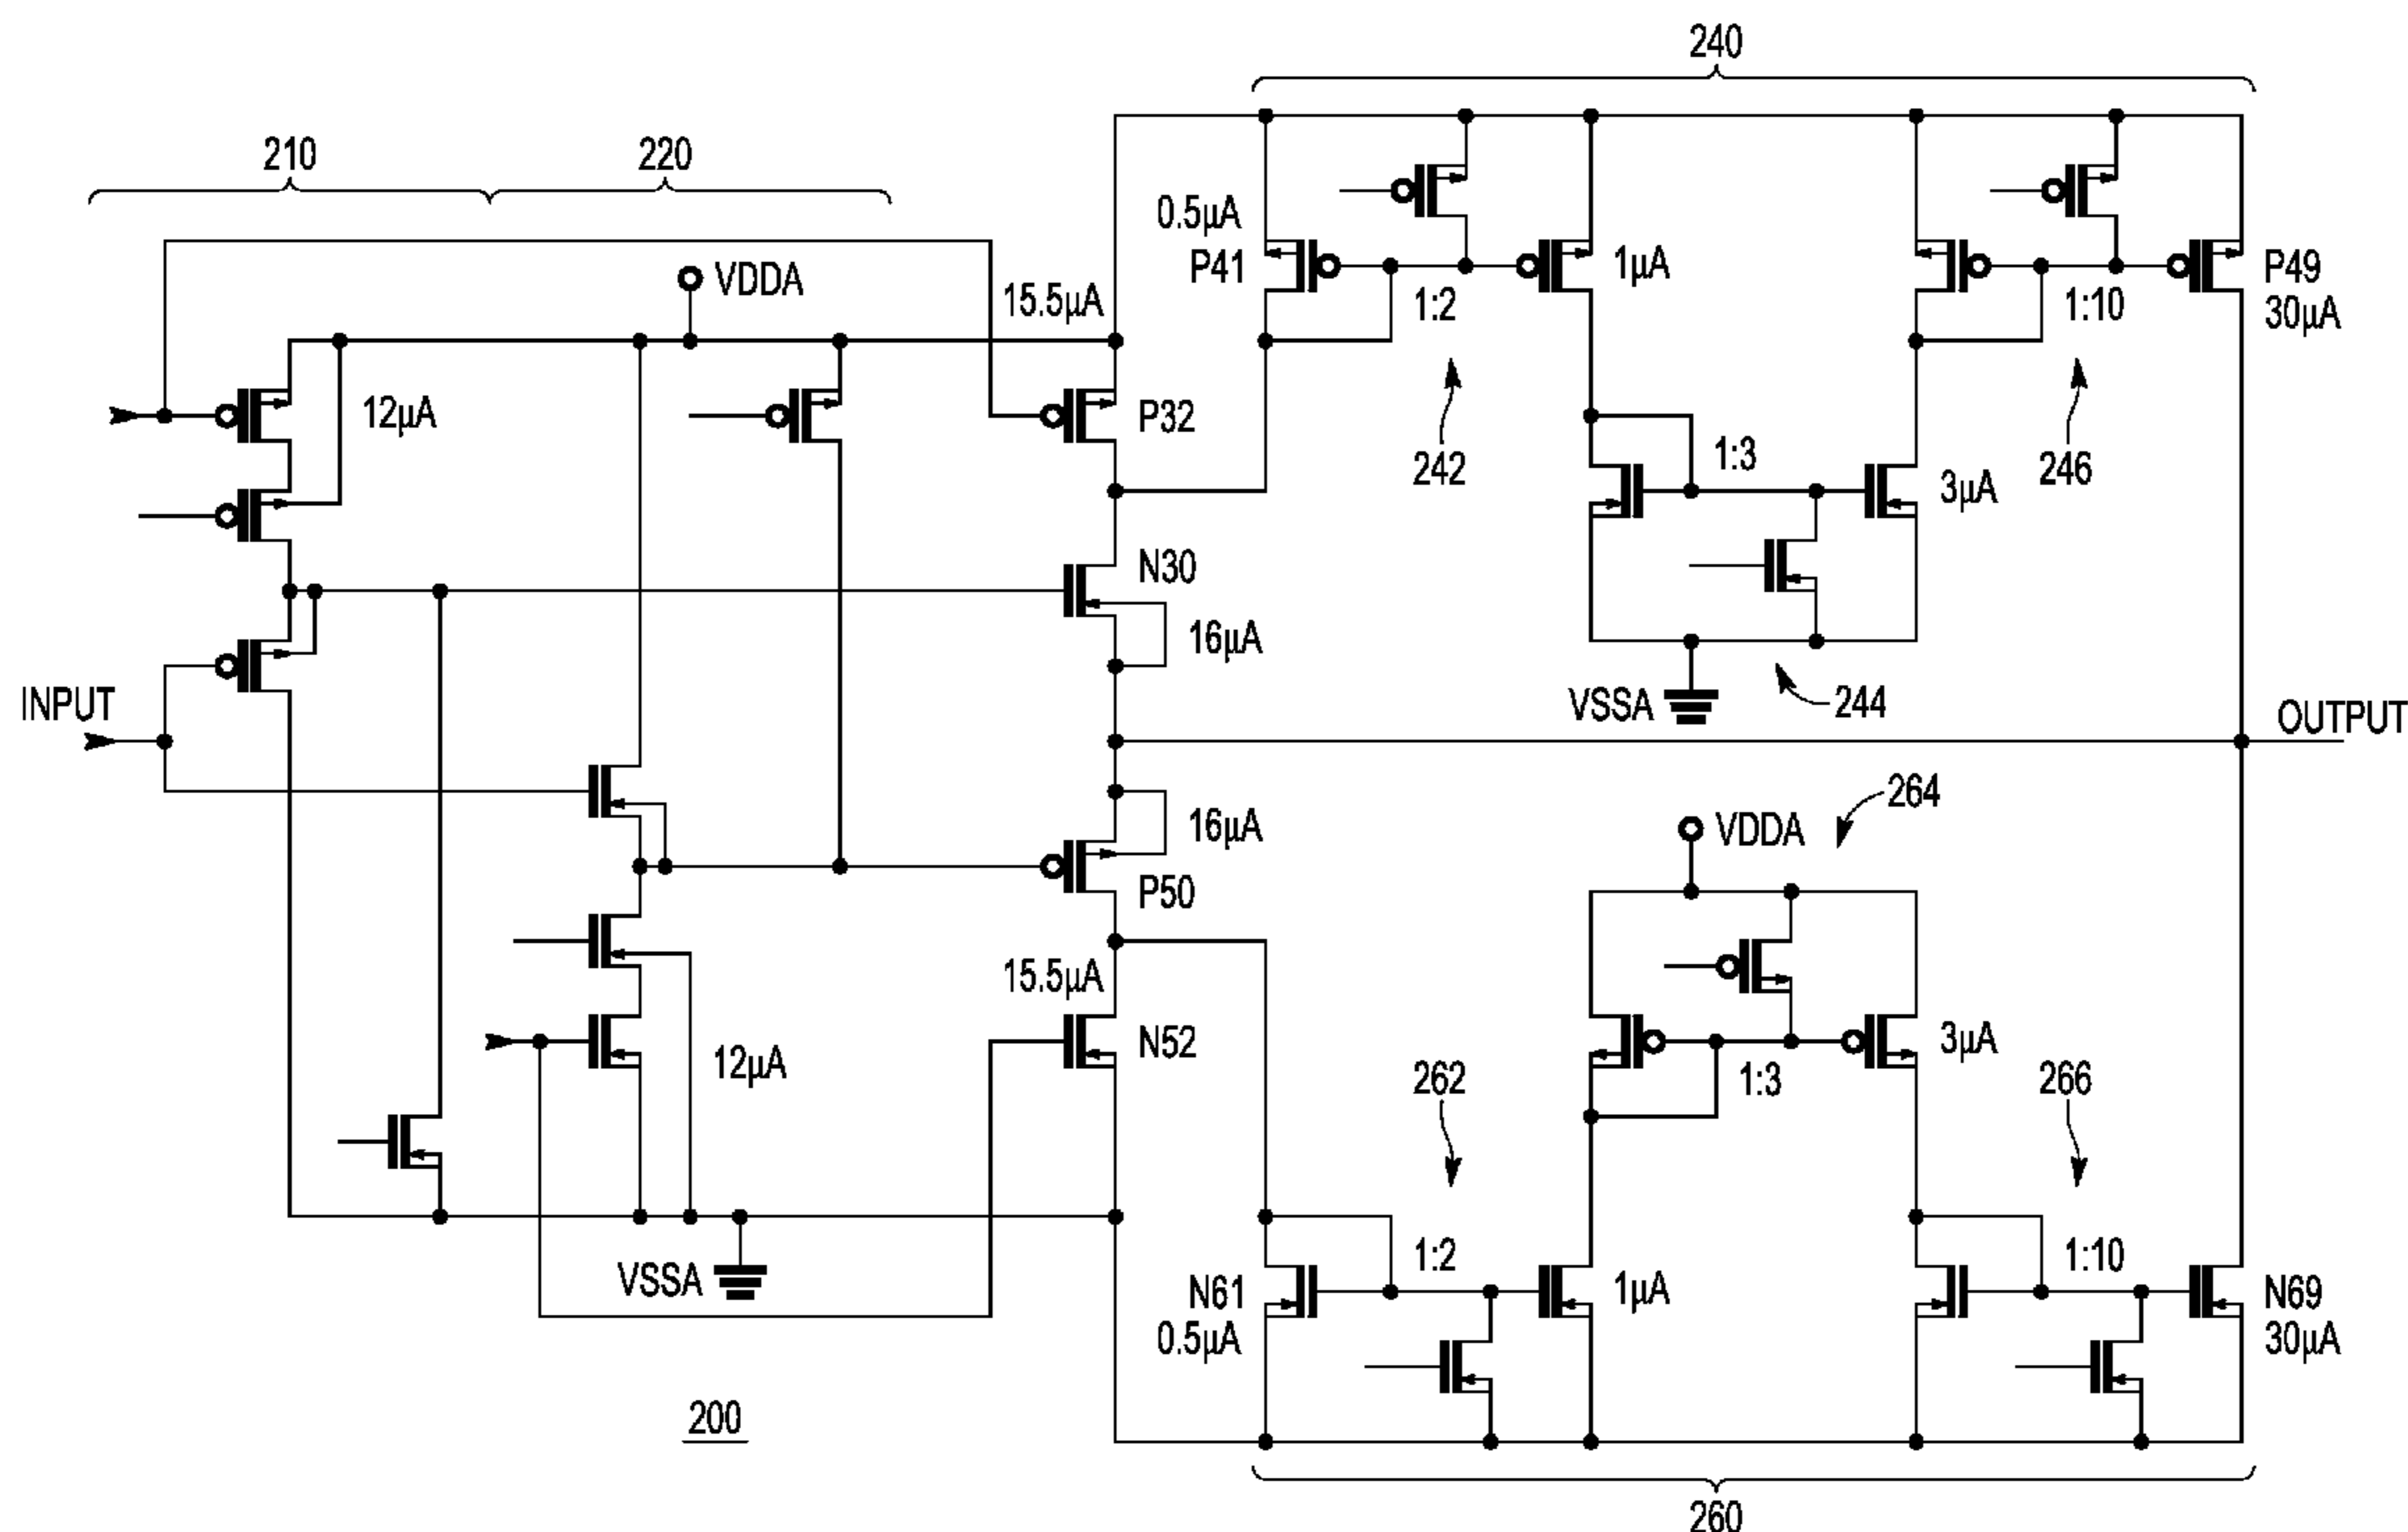 240
210
220
0.5µA
P41
1:2
1µA
1:10
P49
30µA
VDDA
15.5µA
12µA
P32
242
1:3
3µA
246
N30
16µA
INPUT
VSSA
244
OUTPUT
VDDA
264
16µA
P50
15.5µA
N52
12µA
262
1:3
3µA
266
VSSA
N61
0.5µA
1:2
1µA
1:10
N69
30µA
200
260